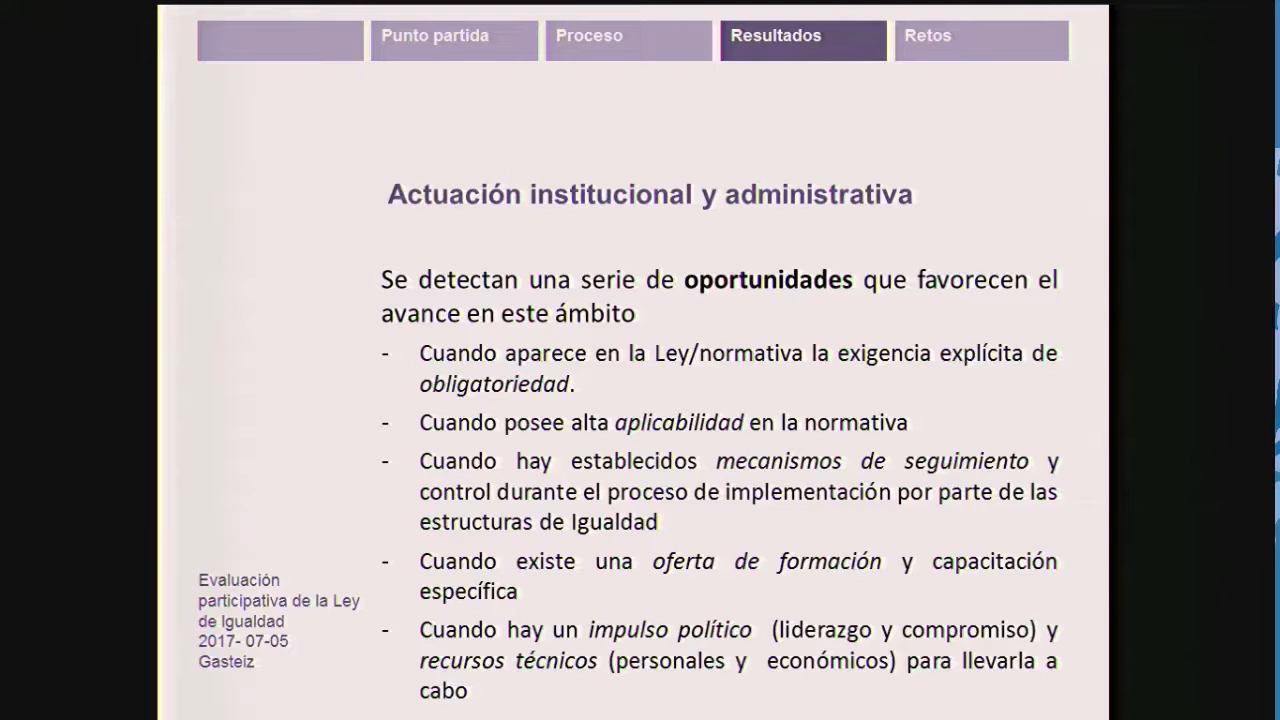 Punto partida
Proceso
Resultados
Retos
Actuación institucional y administrativa
Se detectan una serie de oportunidades que favorecen el
avance en este ámbito
- Cuando aparece en la Ley/normativa la exigencia explícita de
obligatoriedad.
- Cuando posee alta aplicabilidad en la normativa
- Cuando hay establecidos mecanismos de seguimiento y
control durante el proceso de implementación por parte de las
estructuras de Igualdad
- Cuando existe una oferta de formación y capacitación
específica
- Cuando hay un impulso político (liderazgo y compromiso) y
recursos técnicos (personales y económicos) para llevarla a
cabo
Evaluación
participativa de la Ley
de Igualdad
2017- 07-05
Gasteiz